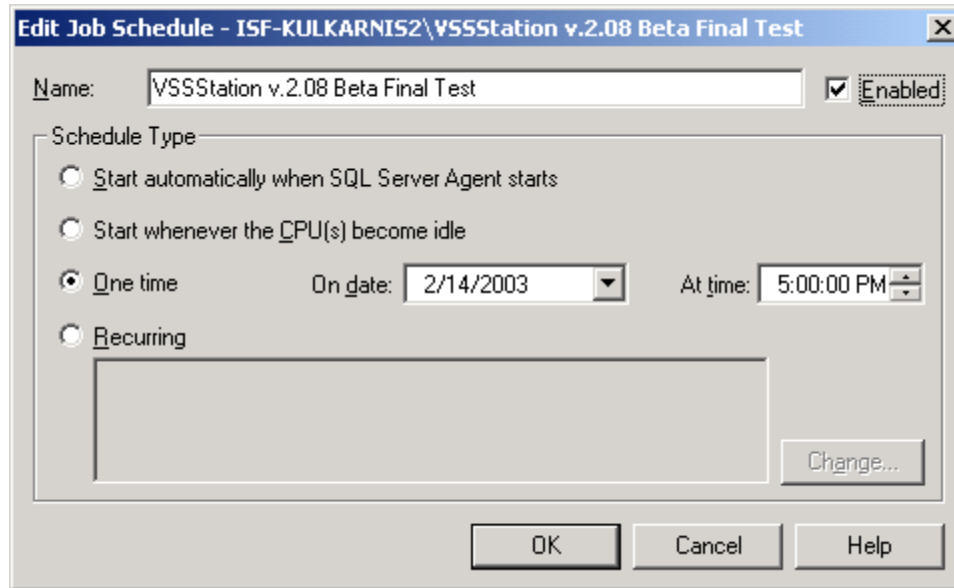 Edit Job Schedule - ISF-KULKARNIS2\VSSStation v.2.08 Beta Final Test
Name: VSSStation v.2.08 Beta Final Test Enabled
Schedule Type
Start automatically when SQL Server Agent starts
Start whenever the CPU(s) become idle
One time On date: 2/14/2003 At time: 5:00:00 PM
Recurring
Change...
OK Cancel Help